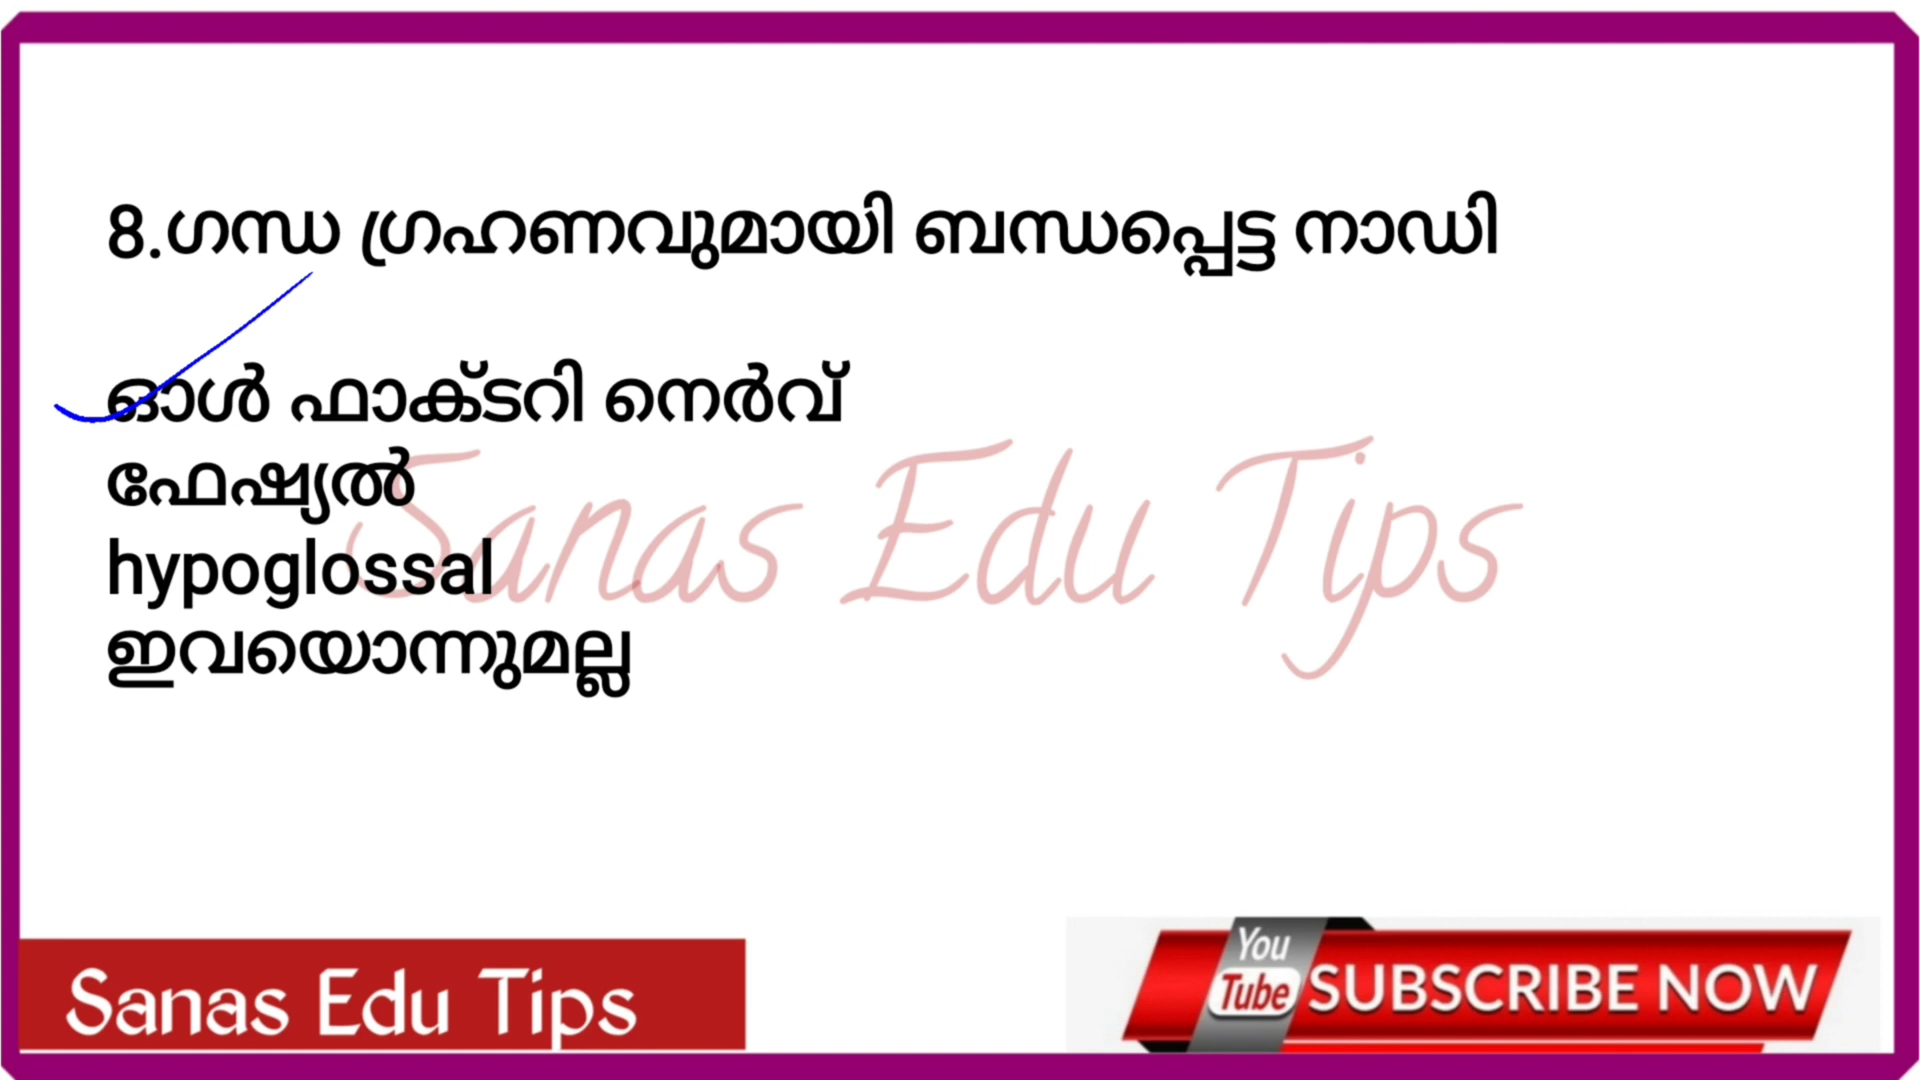 8.ഗന്ധ ഗ്രഹണവുമായി ബന്ധപ്പെട്ട നാഡി
ഓൾ ഫാക്ടറി നെർവ്
ഫേഷ്യൽ
hypoglossal
ഇവയൊന്നുമല്ല
Sanas Edu Tips
Sanas Edu Tips
You
Tube SUBSCRIBE NOW